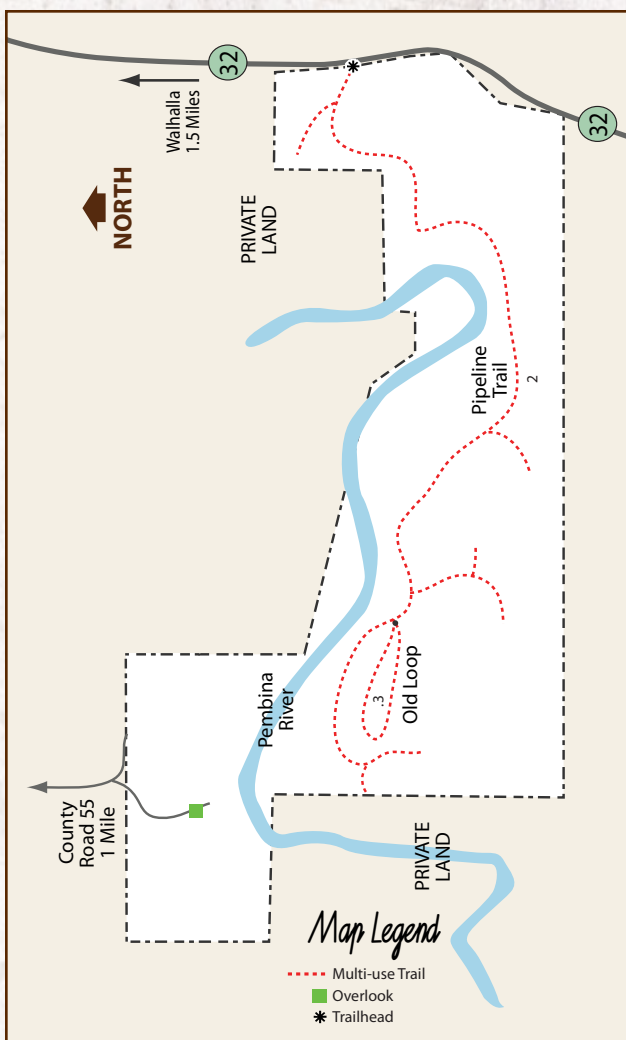 32
Walhalla
1.5 Miles
32
NORTH
PRIVATE
LAND
Pipeline
Trail
2
Pembina
River
.3
Old Loop
County
Road 55
1 Mile
PRIVATE
LAND
Map Legend
Multi-use Trail
Overlook
Trailhead